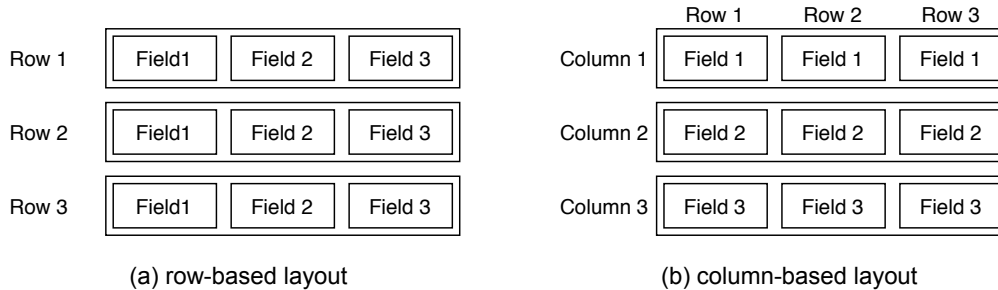 Row 1 Field1 Field 2 Field 3
Row 2 Field1 Field 2 Field 3
Row 3 Field1 Field 2 Field 3
(a) row-based layout
Row 1 Row 2 Row 3
Column 1 Field 1 Field 1 Field 1
Column 2 Field 2 Field 2 Field 2
Column 3 Field 3 Field 3 Field 3
(b) column-based layout